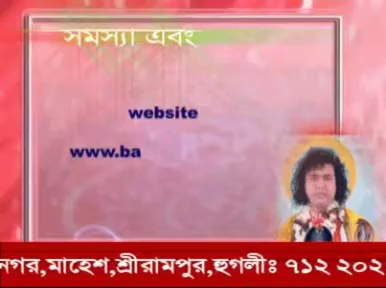 সমস্যা এবং
website
www.ba
নগর,মাহেশ,শ্রীরামপুর,হুগলীঃ ৭১২ ২০২